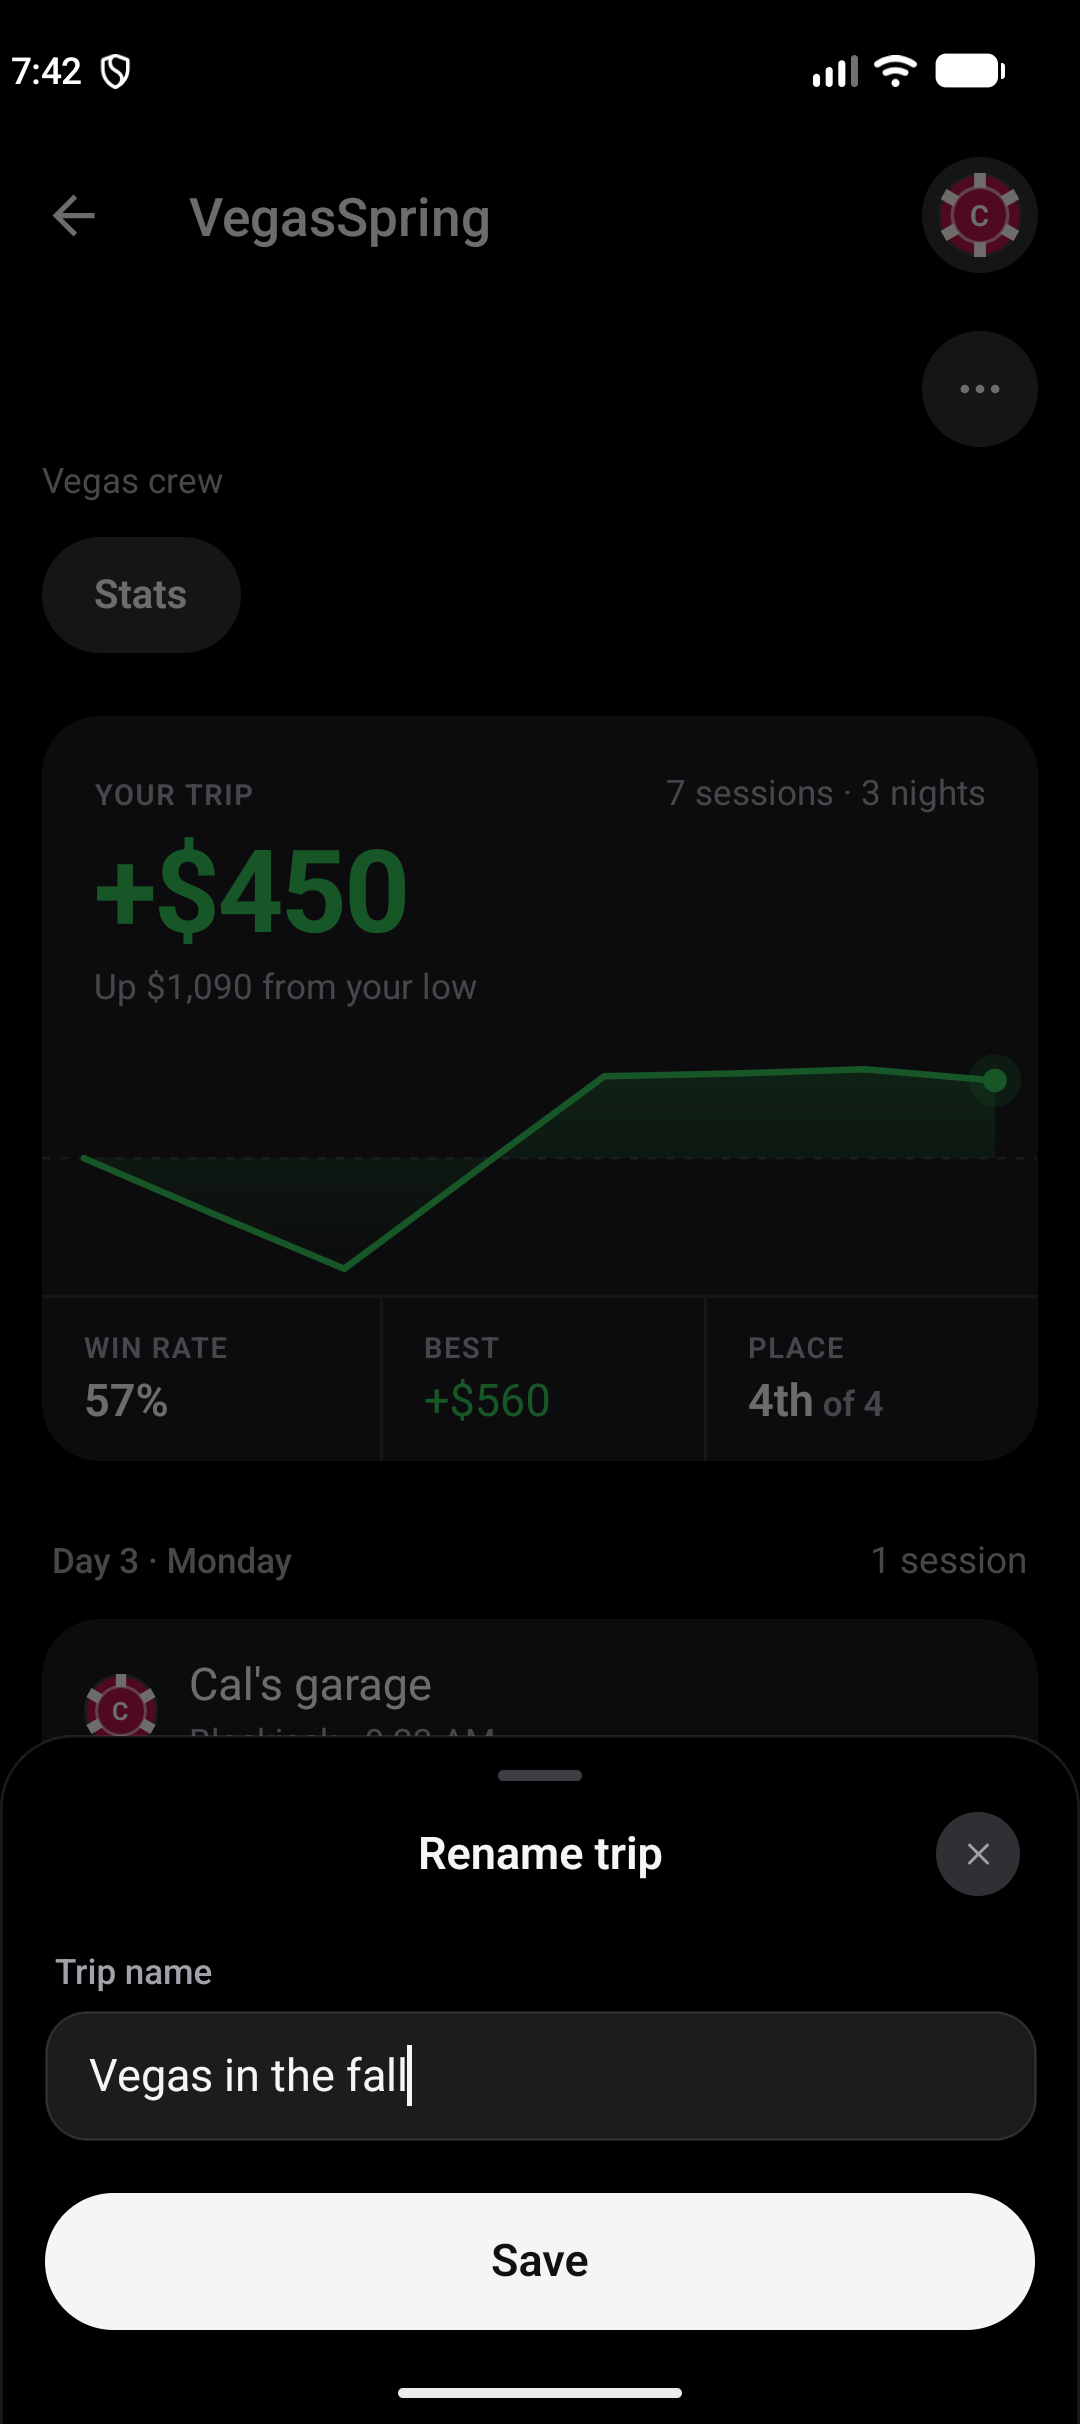 7:42
VegasSpring
C
Vegas crew
Stats
YOUR TRIP
7 sessions · 3 nights
+$450
Up $1,090 from your low
WIN RATE
BEST
PLACE
57%
+$560
4th of 4
Day 3 · Monday
1 session
Cal's garage
C
Rename trip
Trip name
Vegas in the fall
Save